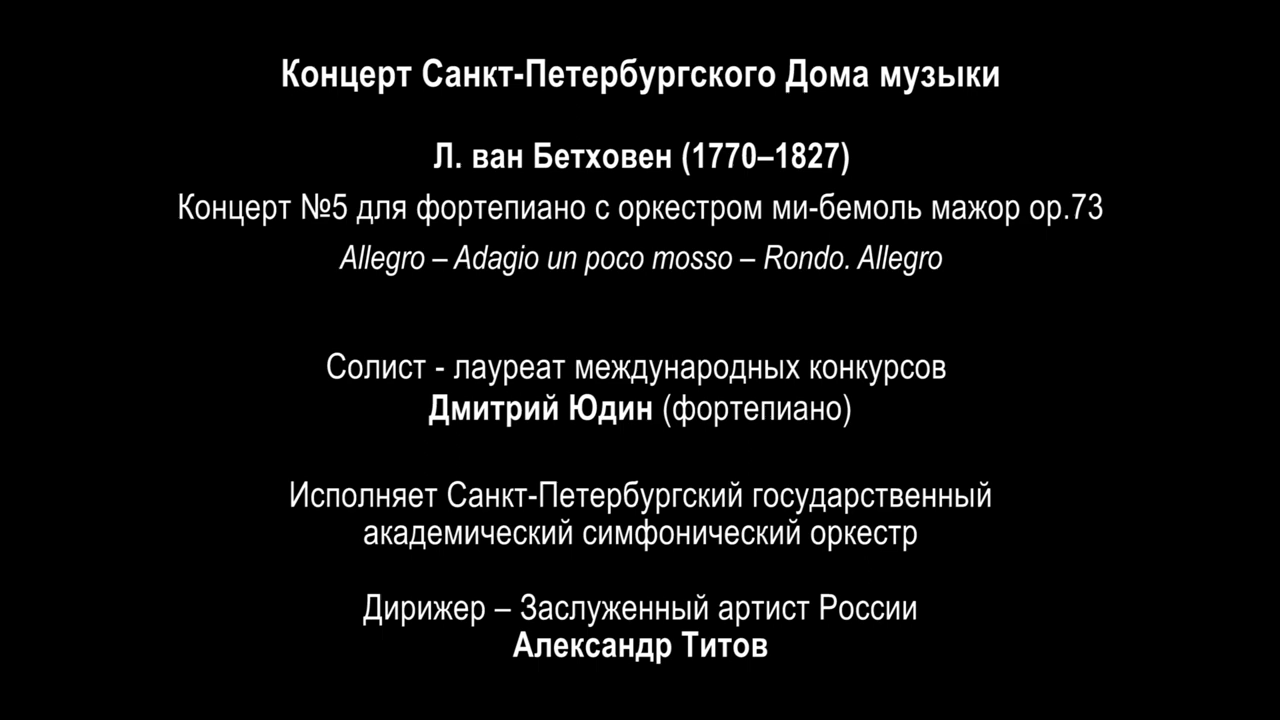 Концерт Санкт-Петербургского Дома музыки
Л. ван Бетховен (1770–1827)
Концерт №5 для фортепиано с оркестром ми-бемоль мажор ор.73
Allegro – Adagio un poco mosso – Rondo. Allegro
Солист - лауреат международных конкурсов
Дмитрий Юдин (фортепиано)
Исполняет Санкт-Петербургский государственный
академический симфонический оркестр
Дирижер – Заслуженный артист России
Александр Титов